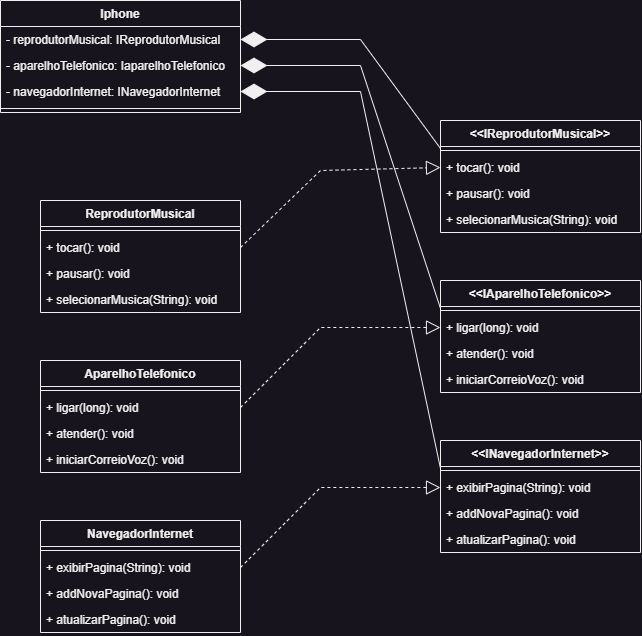 Iphone
- reprodutorMusical: IReprodutorMusical
- aparelhoTelefonico: IaparelhoTelefonico
- navegadorInternet: INavegadorInternet
<<IReprodutorMusical>>
+ tocar(): void
+ pausar(): void
+ selecionarMusica(String): void
ReprodutorMusical
+ tocar(): void
+ pausar(): void
+ selecionarMusica(String): void
<<IAparelhoTelefonico>>
+ ligar(long): void
+ atender(): void
+ iniciarCorreioVoz(): void
AparelhoTelefonico
+ ligar(long): void
+ atender(): void
+ iniciarCorreioVoz(): void
<<INavegadorInternet>>
+ exibirPagina(String): void
+ addNovaPagina(): void
+ atualizarPagina(): void
NavegadorInternet
+ exibirPagina(String): void
+ addNovaPagina(): void
+ atualizarPagina(): void